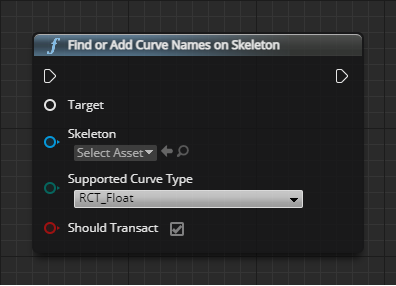 Find or Add Curve Names on Skeleton
Target
Skeleton
Select Asset
Supported Curve Type
RCT_Float
Should Transact